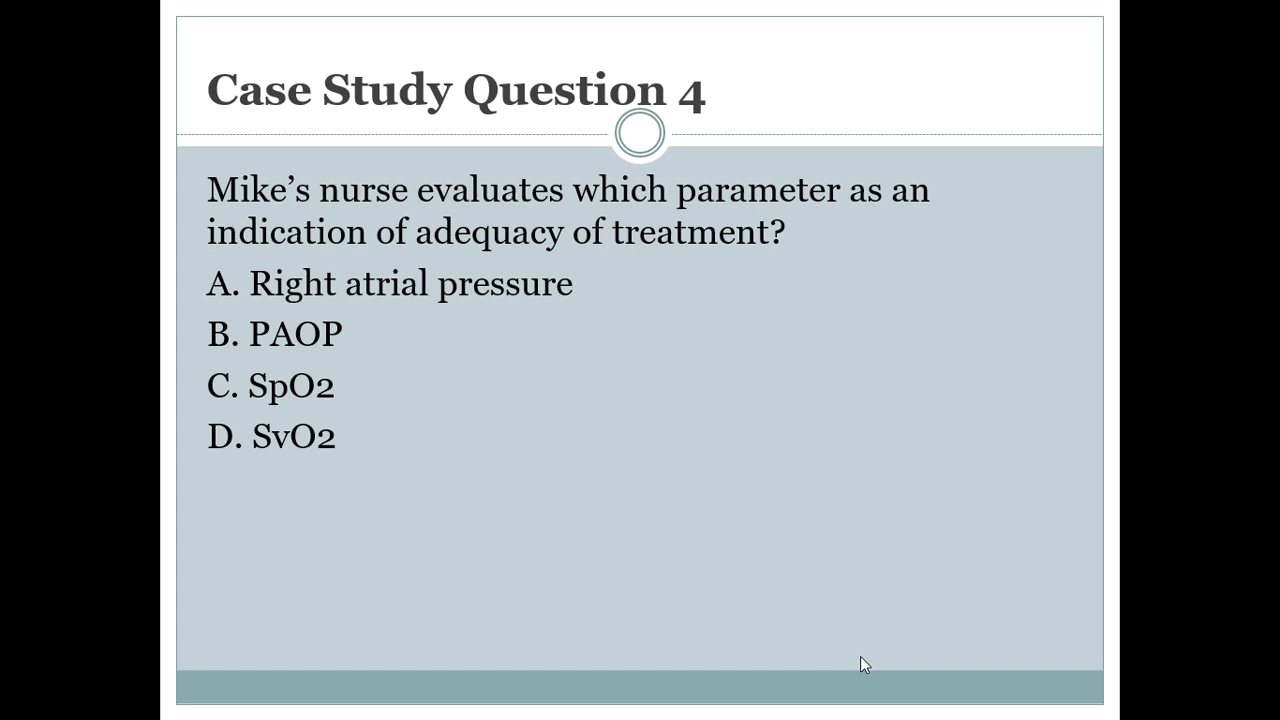 Case Study Question 4
Mike’s nurse evaluates which parameter as an
indication of adequacy of treatment?
A. Right atrial pressure
B. PAOP
C. SpO2
D. SvO2